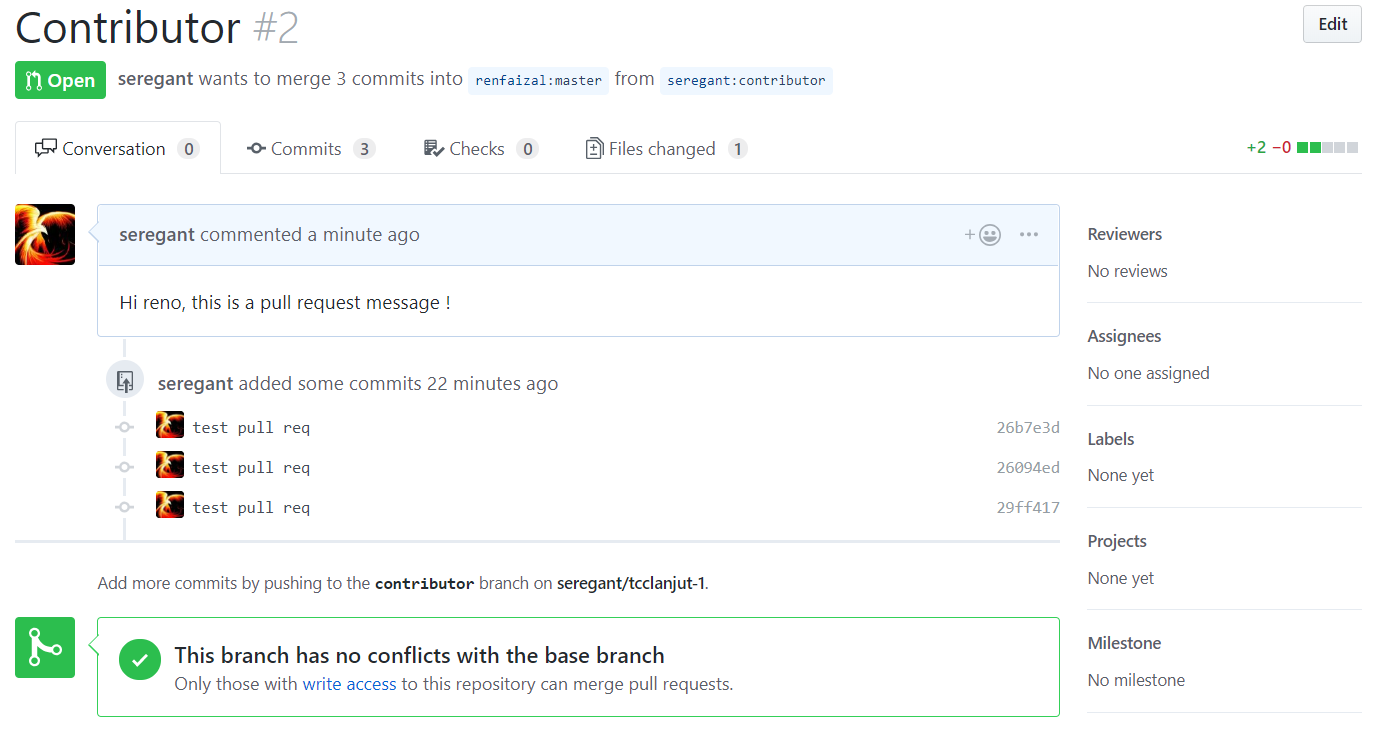 Contributor #2
Edit
Open
seregant wants to merge 3 commits into renfaizal:master from seregant:contributor
Conversation 0
Commits 3
Checks 0
Files changed 1
+2 −0
seregant commented a minute ago
Hi reno, this is a pull request message !
seregant added some commits 22 minutes ago
test pull req 26b7e3d
test pull req 26094ed
test pull req 29ff417
Add more commits by pushing to the contributor branch on seregant/tcclanjut-1.
This branch has no conflicts with the base branch
Only those with write access to this repository can merge pull requests.
Reviewers
No reviews
Assignees
No one assigned
Labels
None yet
Projects
None yet
Milestone
No milestone